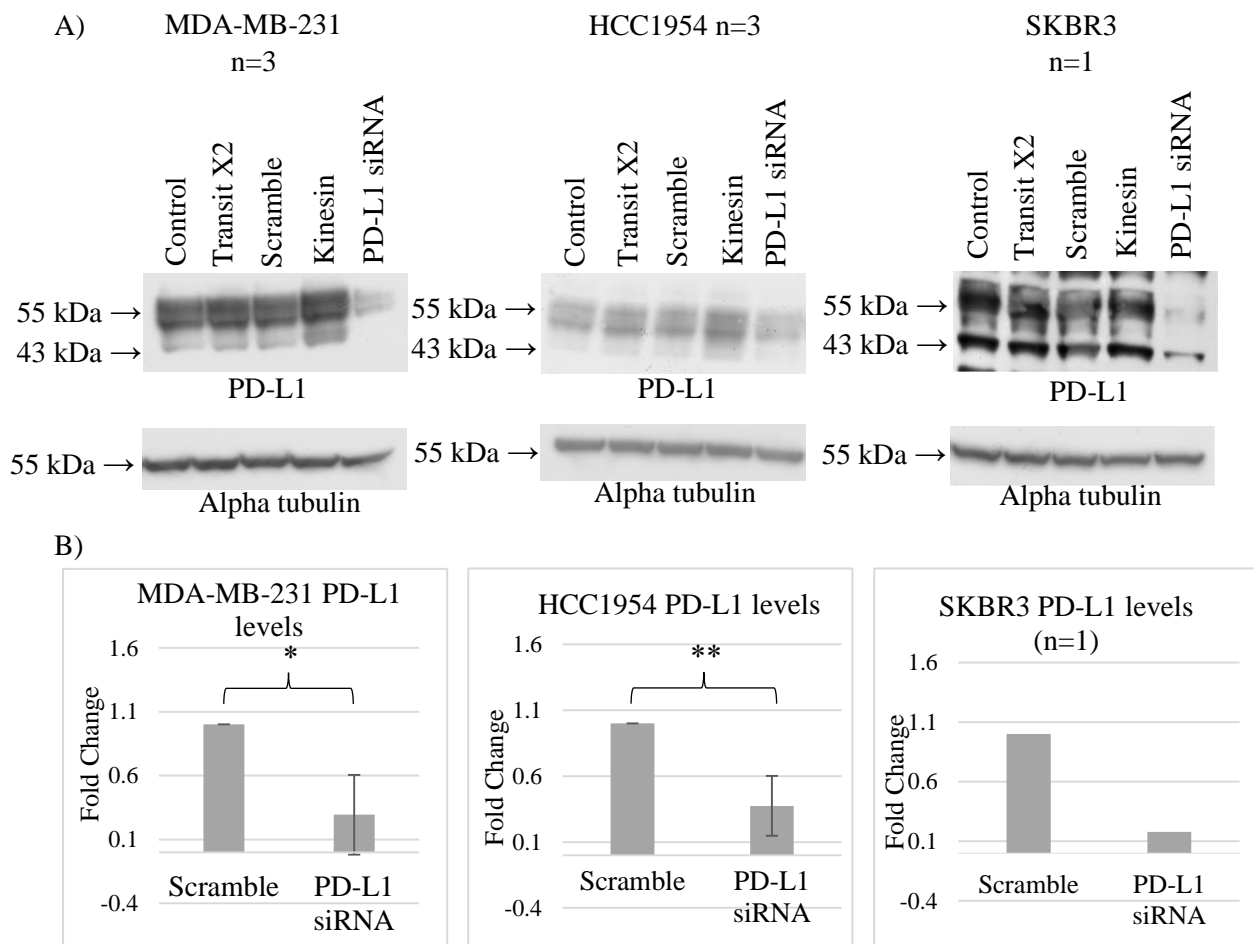 A)
MDA-MB-231
n=3
Control
Transit X2
Scramble
Kinesin
PD-L1 siRNA
55 kDa →
43 kDa →
PD-L1
55 kDa →
Alpha tubulin
HCC1954 n=3
Control
Transit X2
Scramble
Kinesin
PD-L1 siRNA
55 kDa →
43 kDa →
PD-L1
55 kDa →
Alpha tubulin
SKBR3
n=1
Control
Transit X2
Scramble
Kinesin
PD-L1 siRNA
55 kDa →
43 kDa →
PD-L1
55 kDa →
Alpha tubulin
B)
MDA-MB-231 PD-L1
levels
*
Fold Change
1.6
1.1
0.6
0.1
-0.4
Scramble
PD-L1
siRNA
HCC1954 PD-L1 levels
**
Fold Change
1.6
1.1
0.6
0.1
-0.4
Scramble
PD-L1
siRNA
SKBR3 PD-L1 levels
(n=1)
Fold Change
1.6
1.1
0.6
0.1
-0.4
Scramble
PD-L1
siRNA